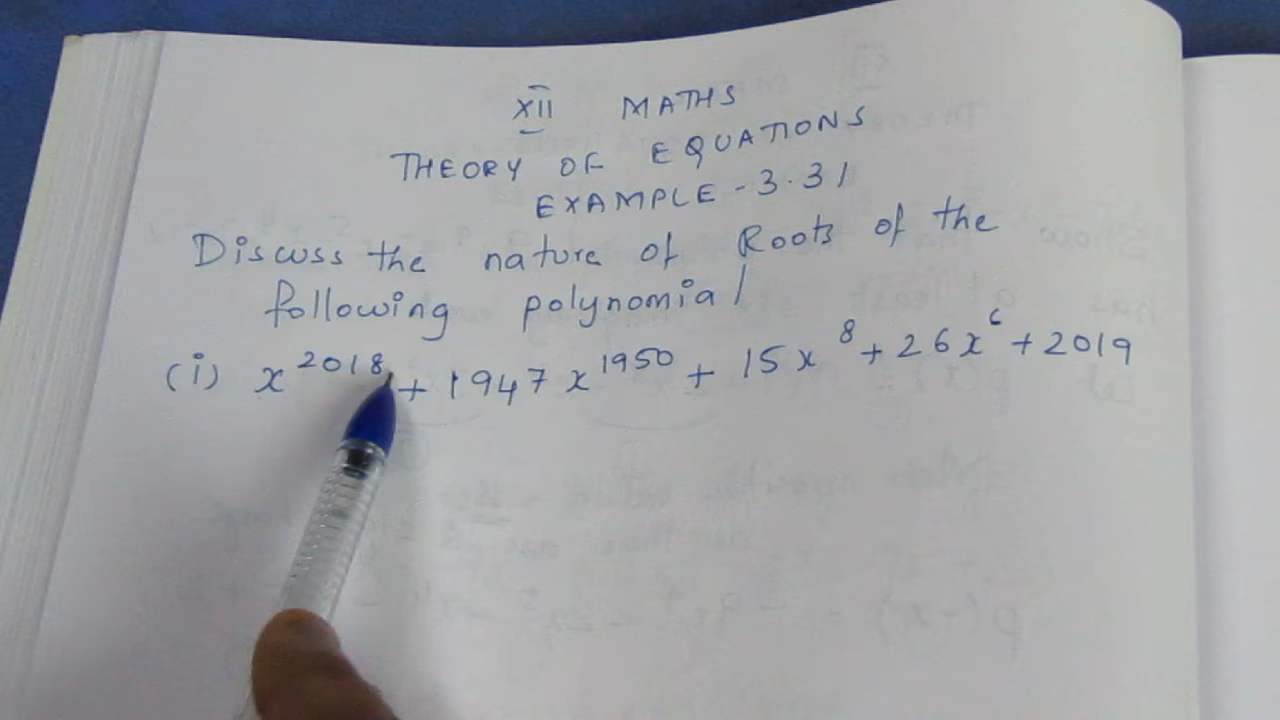 XII MATHS
THEORY OF EQUATIONS
EXAMPLE - 3.31
Discuss the nature of Roots of the
following polynomial
(i) x^2018 + 1947 x^1950 + 15 x^8 + 26 x^6 + 2019